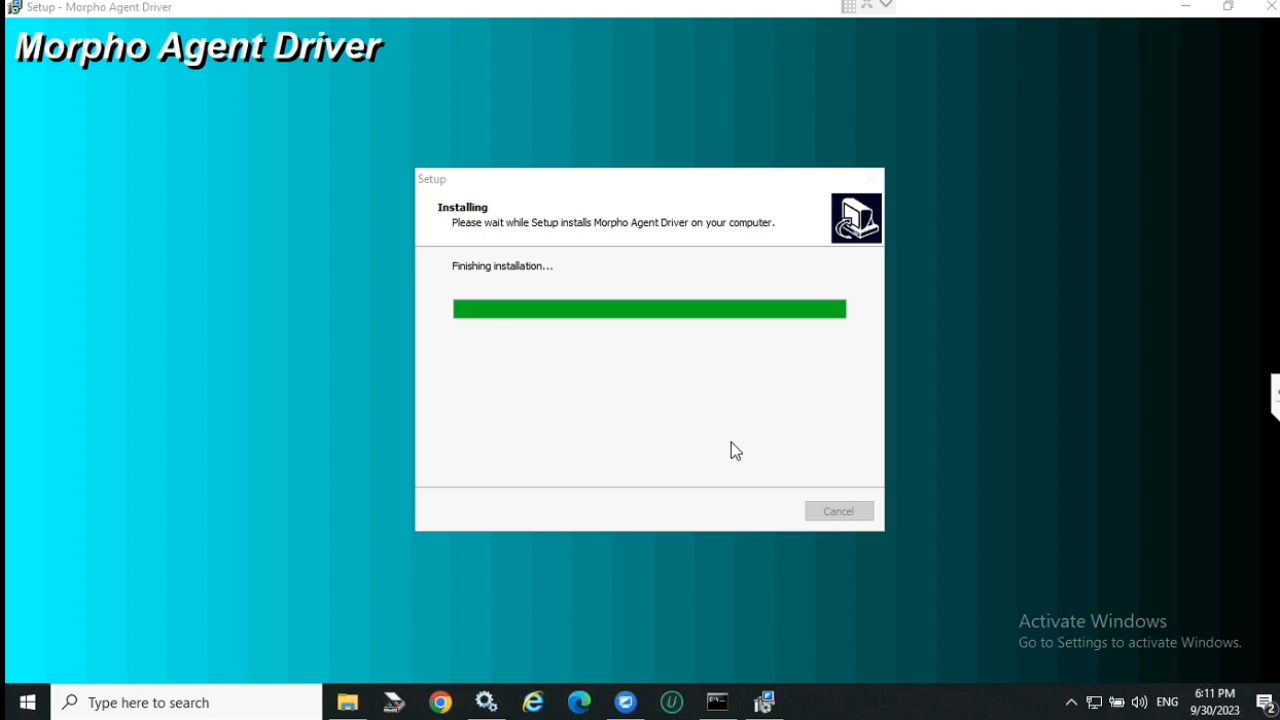 Setup - Morpho Agent Driver
Morpho Agent Driver
Setup
Installing
Please wait while Setup installs Morpho Agent Driver on your computer.
Finishing installation...
Cancel
Activate Windows
Go to Settings to activate Windows.
Type here to search
ENG
6:11 PM
9/30/2023
2